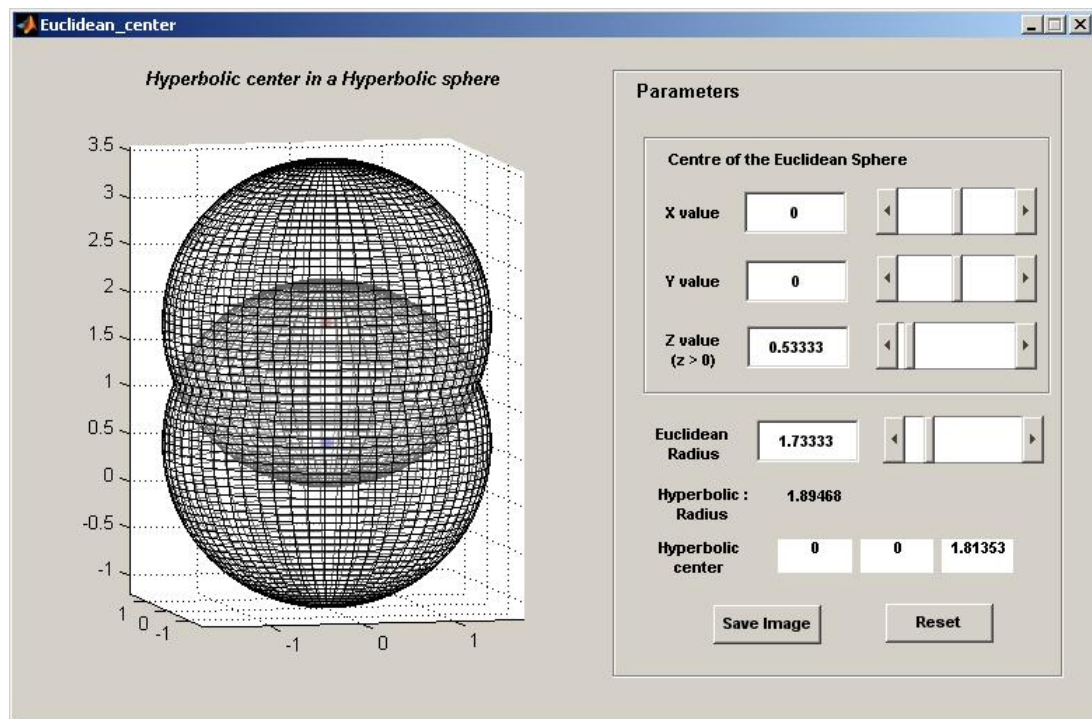 Euclidean_center
Hyperbolic center in a Hyperbolic sphere
3.5
3
2.5
2
1.5
1
0.5
0
-0.5
-1
1
0
-1
-1
0
1
Parameters
Centre of the Euclidean Sphere
X value 0
Y value 0
Z value
(z > 0) 0.53333
Euclidean
Radius 1.73333
Hyperbolic : 1.89468
Radius
Hyperbolic 0 0 1.81353
center
Save Image Reset